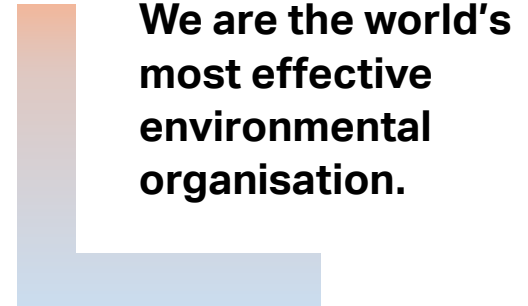 We are the world’s
most effective
environmental
organisation.